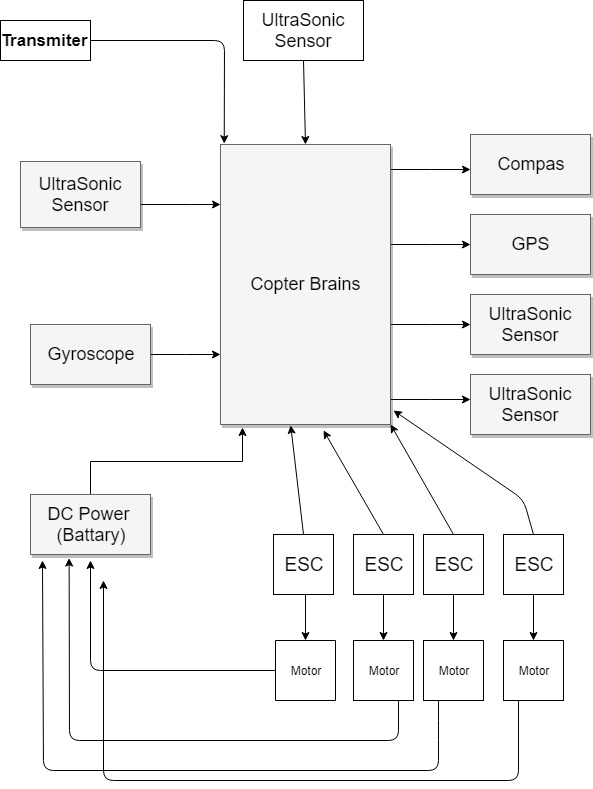 UltraSonic
Sensor
Transmiter
Compas
UltraSonic
Sensor
GPS
Copter Brains
UltraSonic
Sensor
Gyroscope
UltraSonic
Sensor
DC Power
(Battary)
ESC
ESC
ESC
ESC
Motor
Motor
Motor
Motor